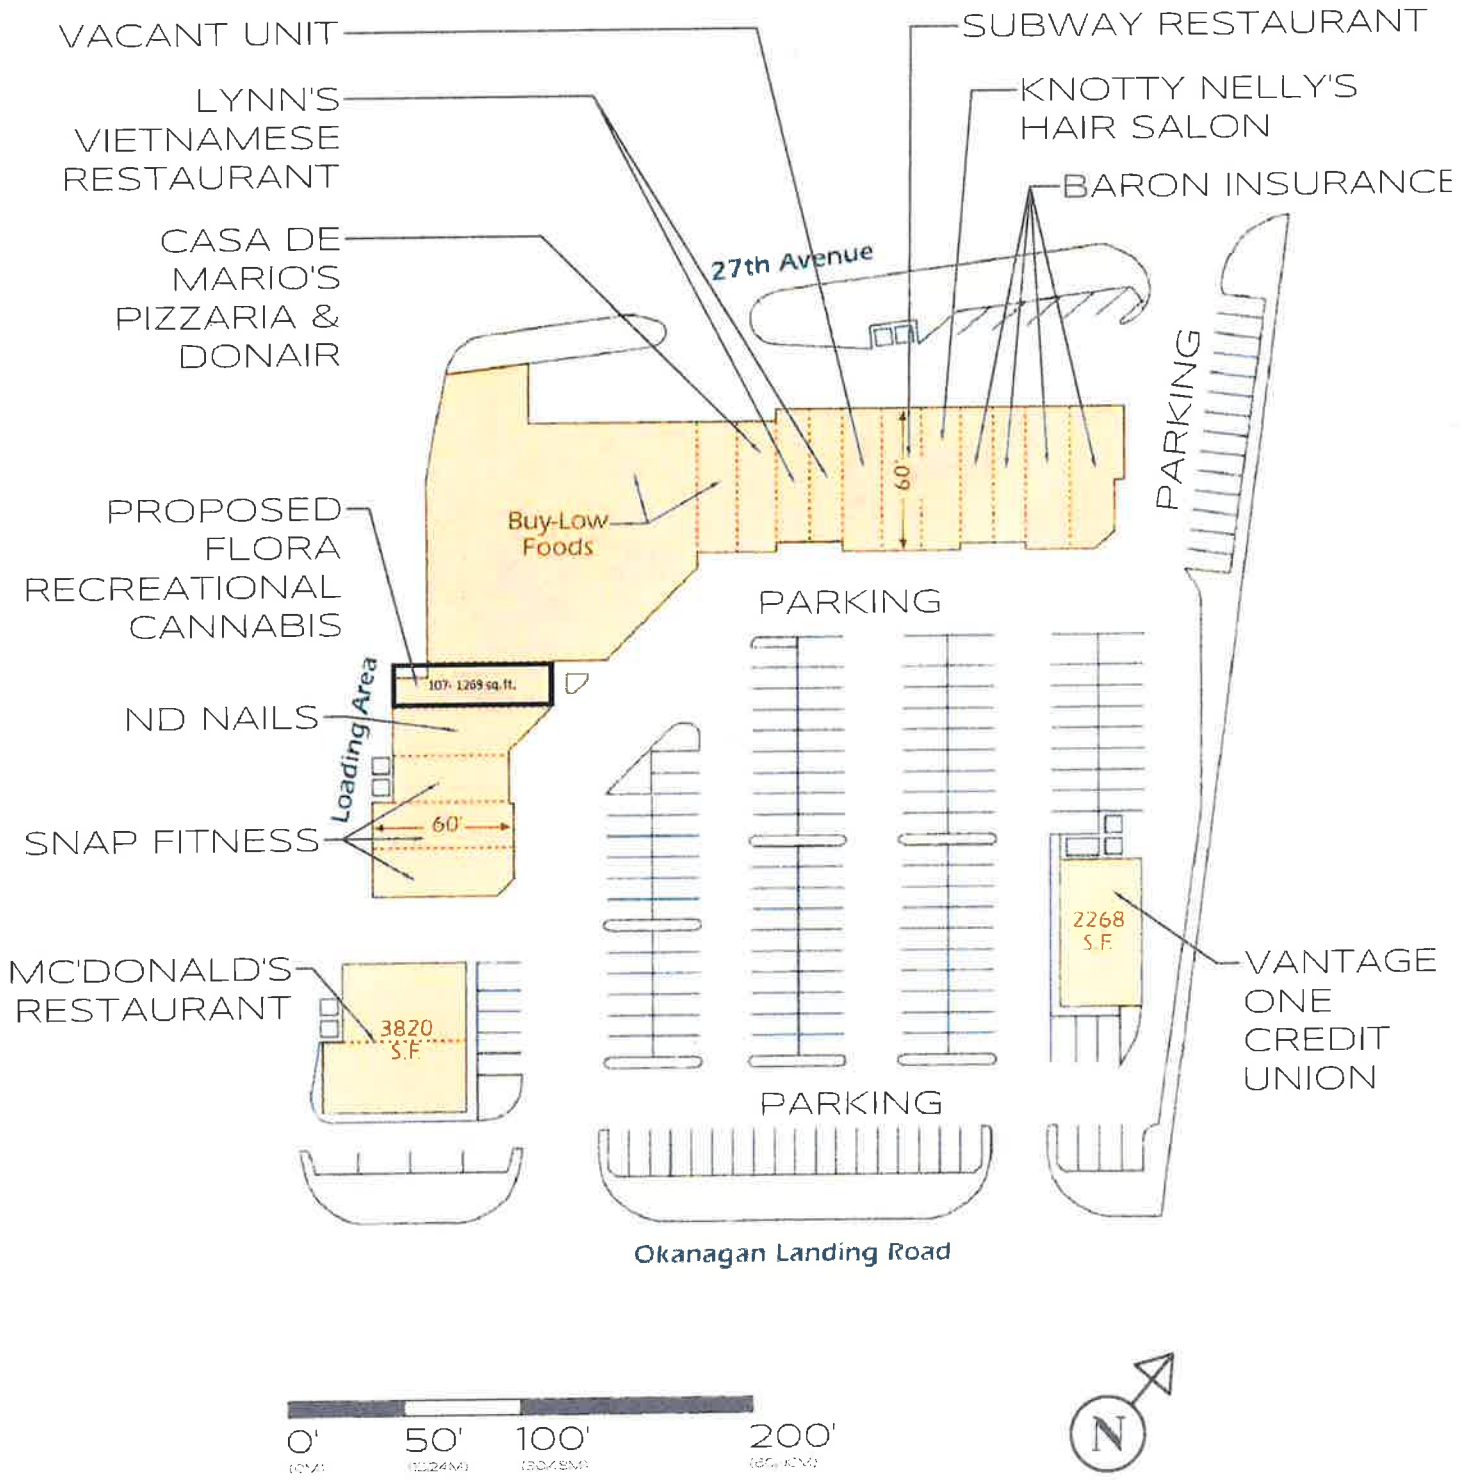 VACANT UNIT
SUBWAY RESTAURANT
LYNN'S
VIETNAMESE
RESTAURANT
KNOTTY NELLY'S
HAIR SALON
BARON INSURANCE
CASA DE
MARIO'S
PIZZARIA &
DONAIR
27th Avenue
PARKING
60'
Buy-Low
Foods
PROPOSED
FLORA
RECREATIONAL
CANNABIS
PARKING
107- 1269 sq.ft.
Loading Area
ND NAILS
SNAP FITNESS
60'
2268
S.F.
MC'DONALD'S
RESTAURANT
3820
S.F.
VANTAGE
ONE
CREDIT
UNION
PARKING
Okanagan Landing Road
0'
50'
100'
200'
N